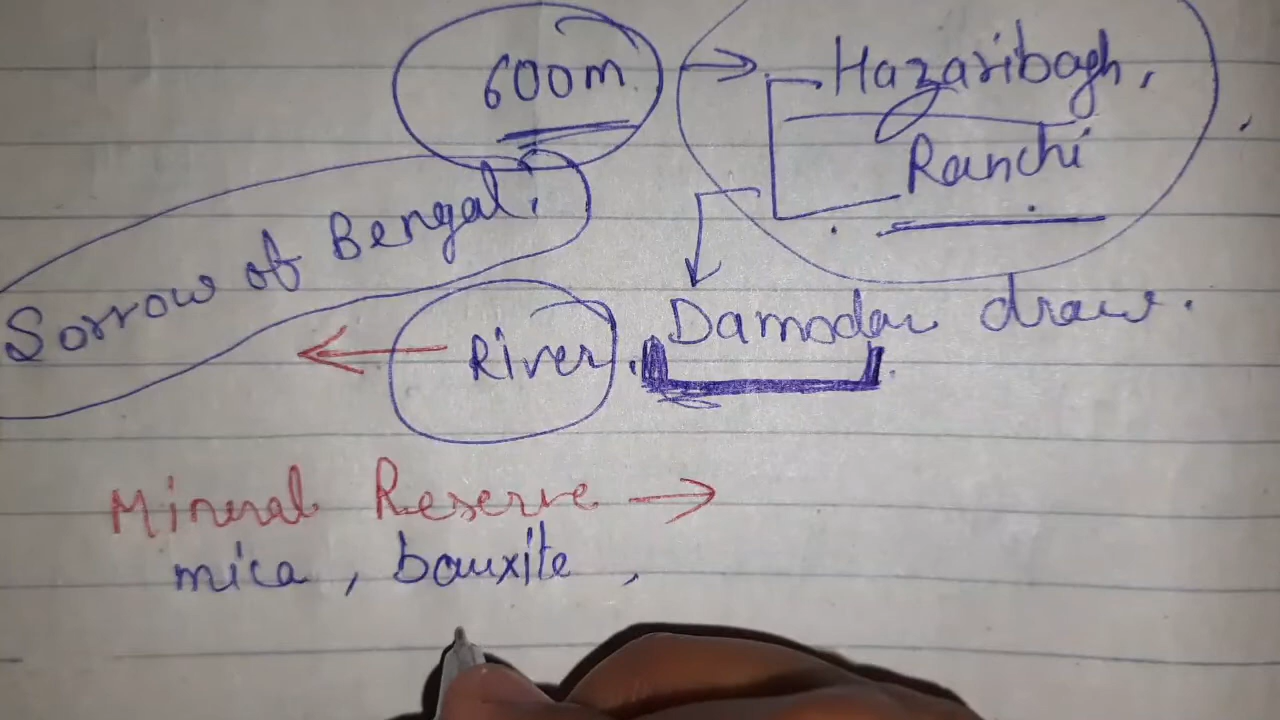 600m. → Hazaribagh,
Ranchi
Sorrow of Bengal.
Damodar draw.
← River.
Mineral Reserve →
mica, bauxite,